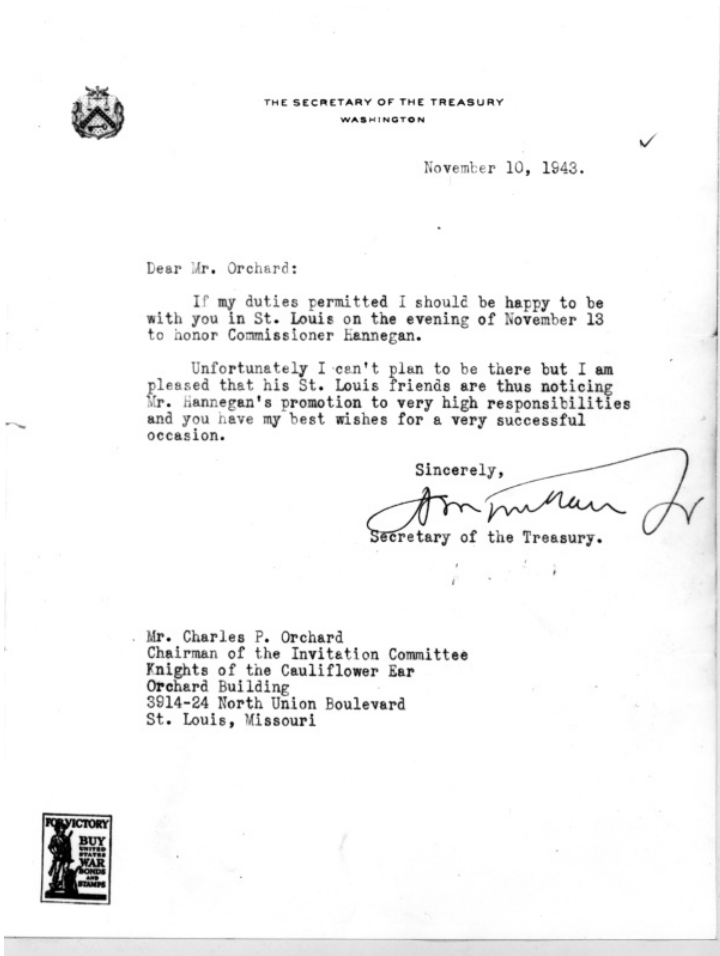 THE SECRETARY OF THE TREASURY
WASHINGTON
November 10, 1943.
Dear Mr. Orchard:
If my duties permitted I should be happy to be
with you in St. Louis on the evening of November 13
to honor Commissioner Hannegan.
Unfortunately I can't plan to be there but I am
pleased that his St. Louis friends are thus noticing
Mr. Hannegan's promotion to very high responsibilities
and you have my best wishes for a very successful
occasion.
Sincerely,
Jr
Secretary of the Treasury.
Mr. Charles P. Orchard
Chairman of the Invitation Committee
Knights of the Cauliflower Ear
Orchard Building
3914-24 North Union Boulevard
St. Louis, Missouri
FOR VICTORY
BUY
UNITED
STATES
WAR
BONDS
AND
STAMPS